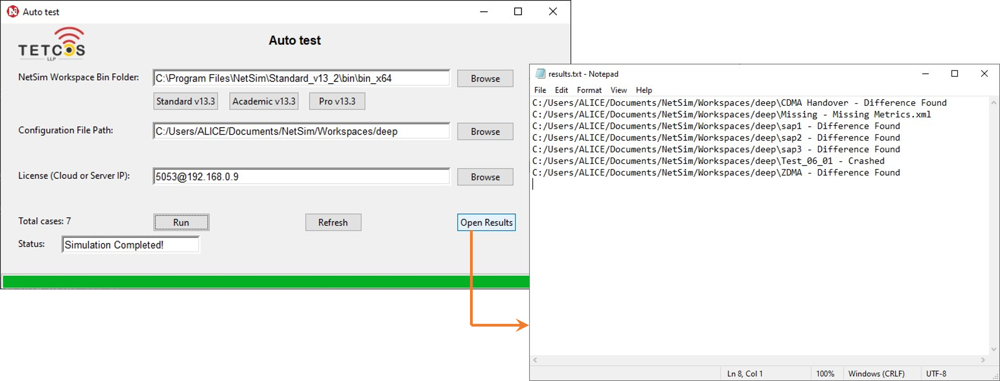 Auto test
TETCOS
LLP
Auto test
NetSim Workspace Bin Folder:
C:\Program Files\NetSim\Standard_v13_2\bin\bin_x64
Browse
Standard v13.3
Academic v13.3
Pro v13.3
Configuration File Path:
C:/Users/ALICE/Documents/NetSim/Workspaces/deep
Browse
License (Cloud or Server IP):
5053@192.168.0.9
Browse
Total cases: 7
Run
Refresh
Open Results
Status:
Simulation Completed!
results.txt - Notepad
File Edit Format View Help
C:/Users/ALICE/Documents/NetSim/Workspaces/deep\CDMA Handover - Difference Found
C:/Users/ALICE/Documents/NetSim/Workspaces/deep\Missing - Missing Metrics.xml
C:/Users/ALICE/Documents/NetSim/Workspaces/deep\sap1 - Difference Found
C:/Users/ALICE/Documents/NetSim/Workspaces/deep\sap2 - Difference Found
C:/Users/ALICE/Documents/NetSim/Workspaces/deep\sap3 - Difference Found
C:/Users/ALICE/Documents/NetSim/Workspaces/deep\Test_06_01 - Crashed
C:/Users/ALICE/Documents/NetSim/Workspaces/deep\ZDMA - Difference Found
Ln 8, Col 1
100%
Windows (CRLF)
UTF-8